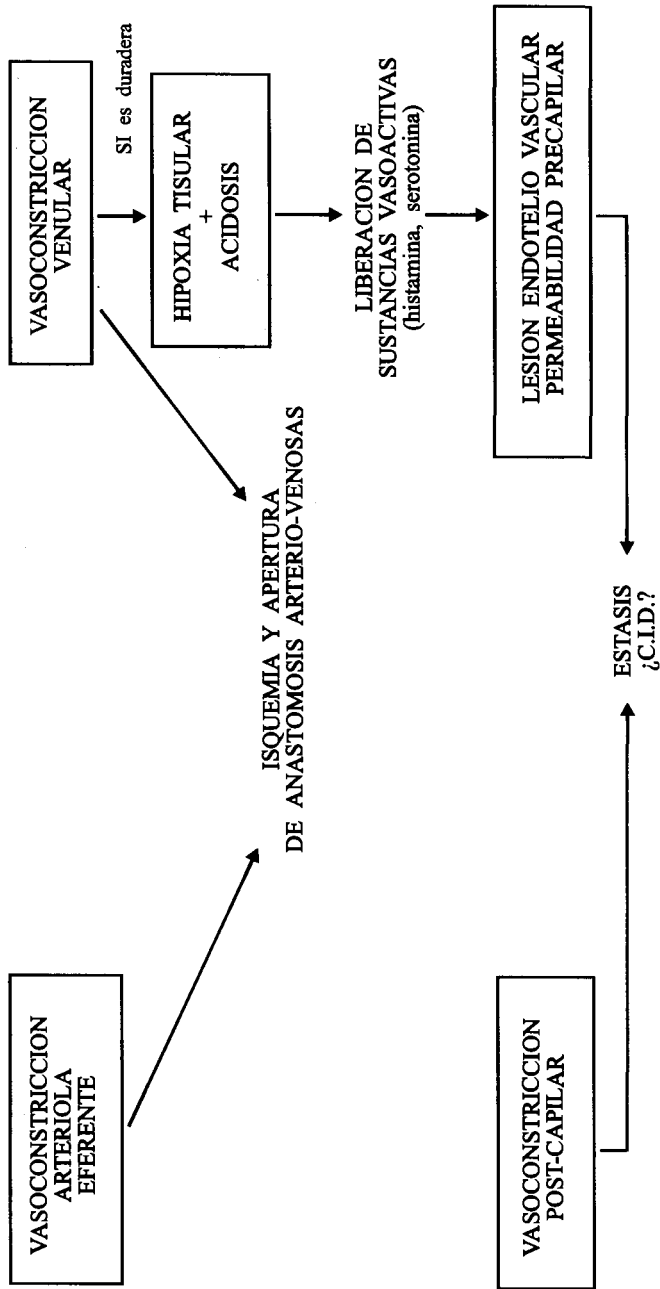 VASOCONSTRICCION
ARTERIOLA
EFERENTE
VASOCONSTRICCION
VENULAR
SI es duradera
HIPOXIA TISULAR
+
ACIDOSIS
ISQUEMIA Y APERTURA
DE ANASTOMOSIS ARTERIO-VENOSAS
LIBERACION DE
SUSTANCIAS VASOACTIVAS
(histamina, serotonina)
VASOCONSTRICCION
POST-CAPILAR
LESION ENDOTELIO VASCULAR
PERMEABILIDAD PRECAPILAR
ESTASIS
¿C.I.D.?